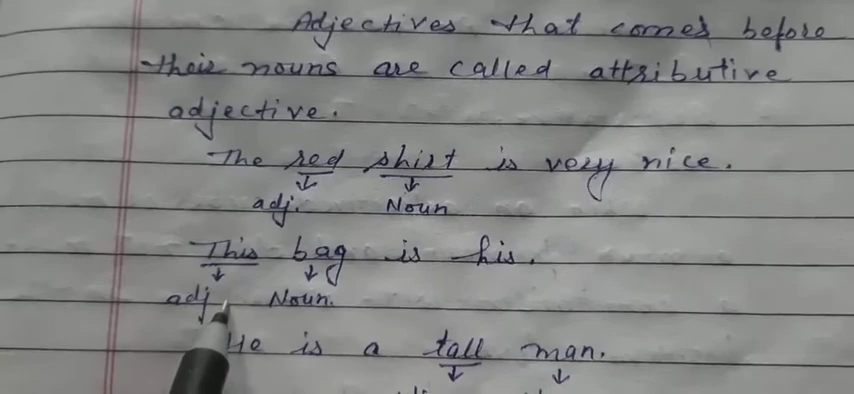 Adjectives that comes before
their nouns are called attributive
adjective.
The red shirt is very nice.
adj. Noun
This bag is his.
adj Noun.
He is a tall man.